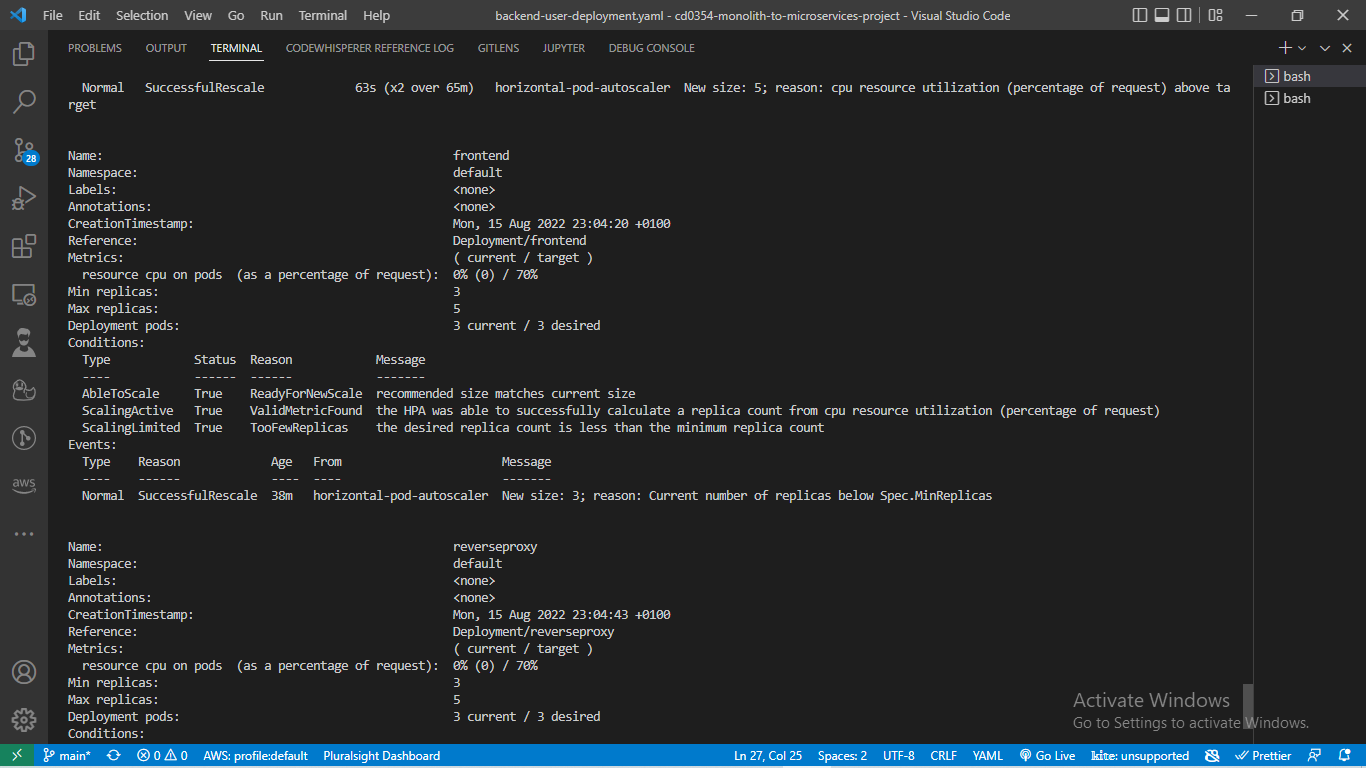 File Edit Selection View Go Run Terminal Help backend-user-deployment.yaml - cd0354-monolith-to-microservices-project - Visual Studio Code
PROBLEMS OUTPUT TERMINAL CODEWHISPERER REFERENCE LOG GITLENS JUPYTER DEBUG CONSOLE
bash
bash
Normal SuccessfulRescale 63s (x2 over 65m) horizontal-pod-autoscaler New size: 5; reason: cpu resource utilization (percentage of request) above ta
rget
Name: frontend
Namespace: default
Labels: <none>
Annotations: <none>
CreationTimestamp: Mon, 15 Aug 2022 23:04:20 +0100
Reference: Deployment/frontend
Metrics: ( current / target )
resource cpu on pods (as a percentage of request): 0% (0) / 70%
Min replicas: 3
Max replicas: 5
Deployment pods: 3 current / 3 desired
Conditions:
Type Status Reason Message
---- ------ ------ -------
AbleToScale True ReadyForNewScale recommended size matches current size
ScalingActive True ValidMetricFound the HPA was able to successfully calculate a replica count from cpu resource utilization (percentage of request)
ScalingLimited True TooFewReplicas the desired replica count is less than the minimum replica count
Events:
Type Reason Age From Message
---- ------ ---- ---- -------
Normal SuccessfulRescale 38m horizontal-pod-autoscaler New size: 3; reason: Current number of replicas below Spec.MinReplicas
Name: reverseproxy
Namespace: default
Labels: <none>
Annotations: <none>
CreationTimestamp: Mon, 15 Aug 2022 23:04:43 +0100
Reference: Deployment/reverseproxy
Metrics: ( current / target )
resource cpu on pods (as a percentage of request): 0% (0) / 70%
Min replicas: 3
Max replicas: 5
Deployment pods: 3 current / 3 desired
Conditions:
28
aws
Activate Windows
Go to Settings to activate Windows.
main* 0 0 AWS: profile:default Pluralsight Dashboard Ln 27, Col 25 Spaces: 2 UTF-8 CRLF YAML Go Live kite: unsupported Prettier